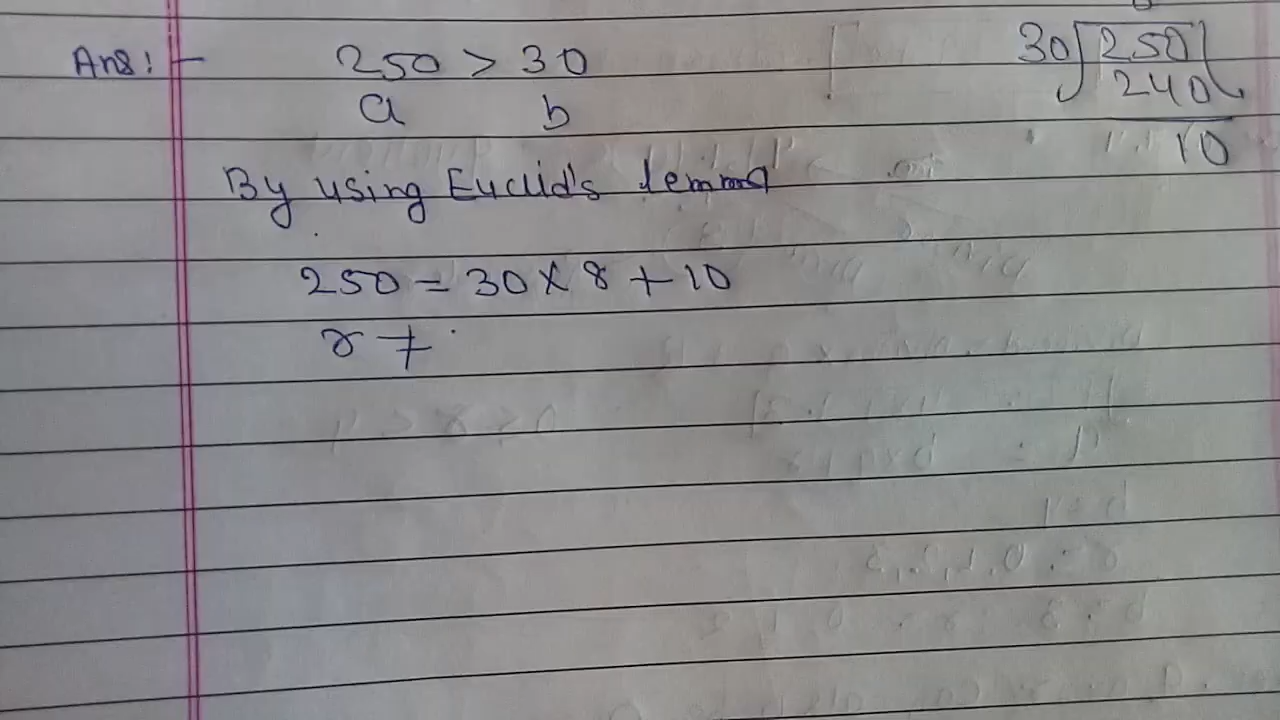 Ans:- 250 > 30
a b
By using Euclid's lemma
250 = 30 × 8 + 10
r ≠
30) 250 (
240
10